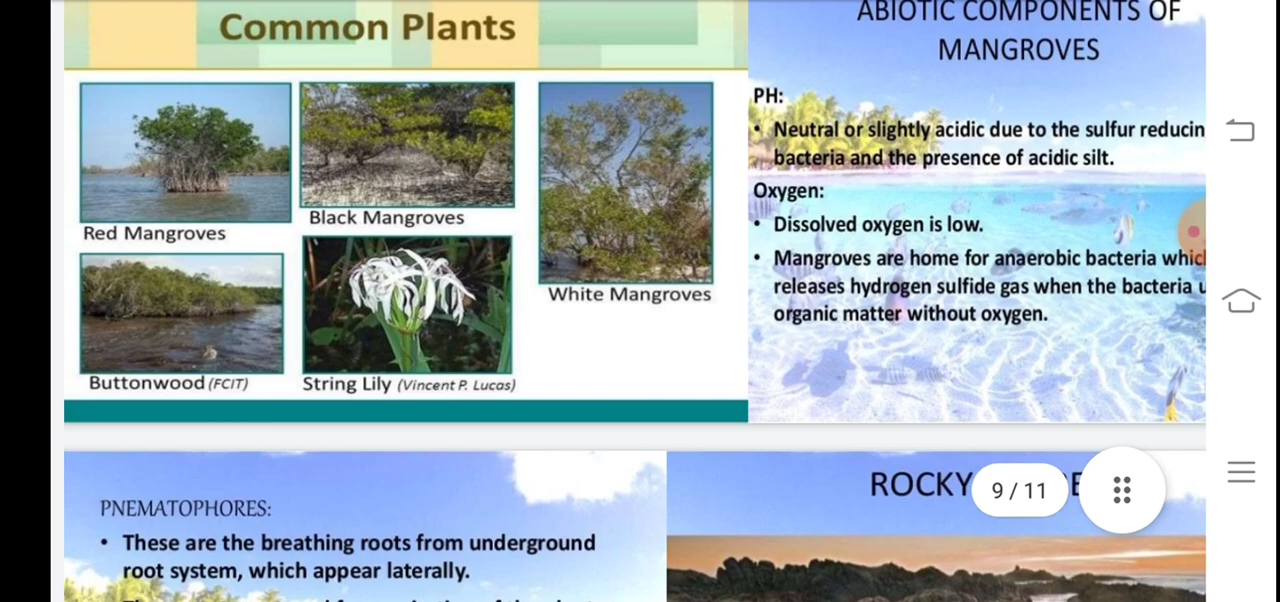 Common Plants
Red Mangroves
Black Mangroves
White Mangroves
Buttonwood (FCIT)
String Lily (Vincent P. Lucas)
ABIOTIC COMPONENTS OF
MANGROVES
PH:
• Neutral or slightly acidic due to the sulfur reducin
bacteria and the presence of acidic silt.
Oxygen:
• Dissolved oxygen is low.
• Mangroves are home for anaerobic bacteria whic
releases hydrogen sulfide gas when the bacteria u
organic matter without oxygen.
PNEMATOPHORES:
• These are the breathing roots from underground
root system, which appear laterally.
ROCKY
9 / 11